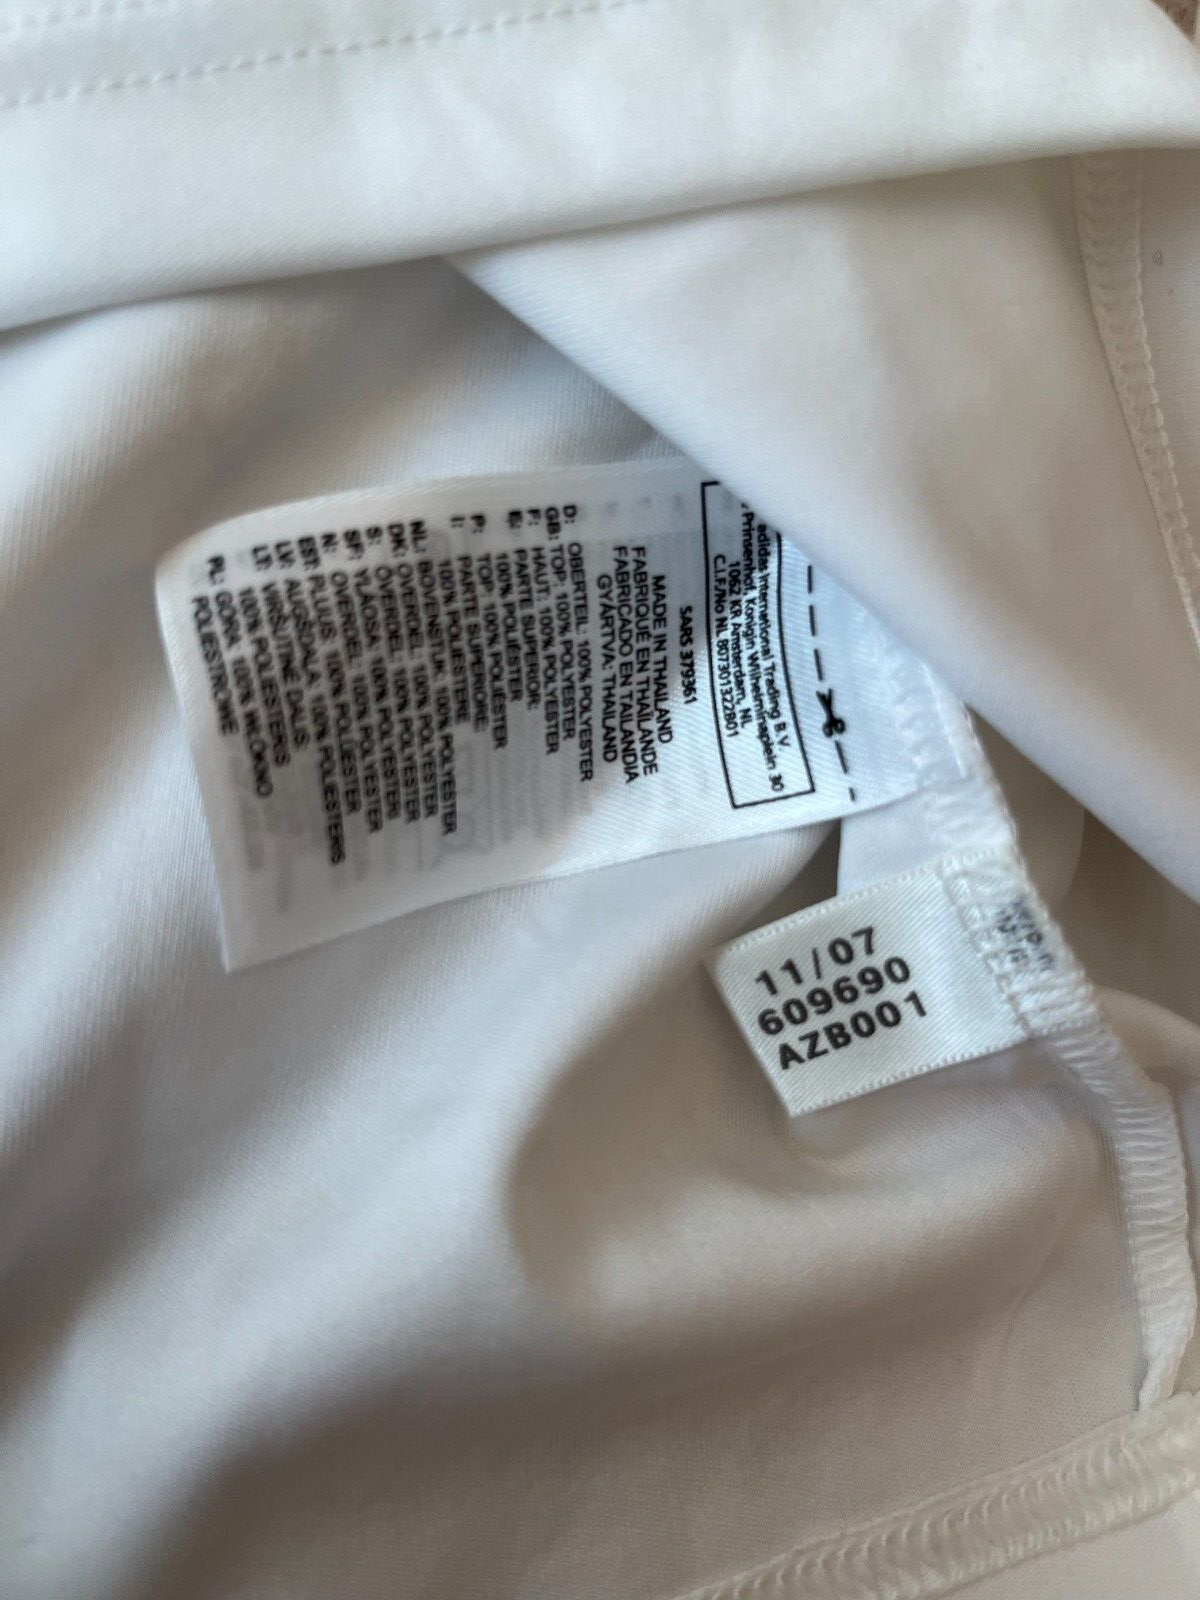 adidas International Trading B.V.
Prinsenhof, Konigin Wilhelminaplein 30
1062 KR Amsterdam, NL
C.I.F/No NL 807301322B01
SARS 379361
MADE IN THAILAND
FABRIQUÉ EN THAÏLANDE
FABRICADO EN TAILANDIA
GYÁRTVA: THAILAND
D: OBERTEIL: 100% POLYESTER
GB: TOP: 100% POLYESTER
F: HAUT: 100% POLYESTER
E: PARTE SUPERIOR:
100% POLIÉSTER
P: TOP: 100% POLIÉSTER
I: PARTE SUPERIORE:
100% POLIESTERE
NL: BOVENSTUK: 100% POLYESTER
DK: OVERDEL: 100% POLYESTER
S: ÖVERDEL: 100% POLYESTER
SF: YLÄOSA: 100% POLYESTERI
N: OVERDEL: 100% POLYESTER
EST: PLUUS: 100% POLÜESTER
LV: AUGŠDAĻA: 100% POLIESTERIS
LT: VIRŠUTINĖ DALIS:
100% POLIESTERIS
PL: GÓRA: 100% WŁÓKNO
POLIESTROWE
11/07
609690
AZB001